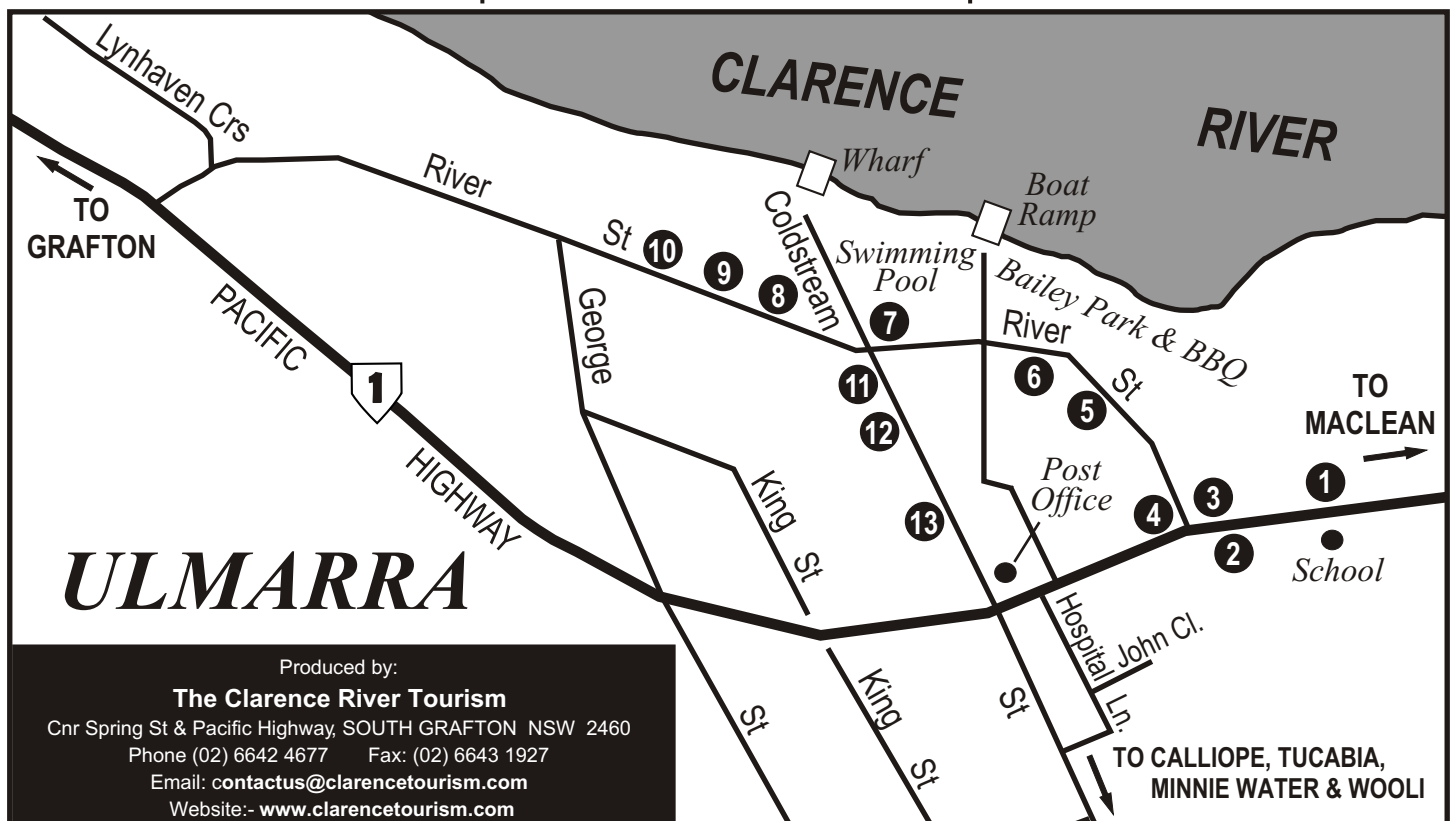 CLARENCE
RIVER
Lynhaven Crs
TO
GRAFTON
River
St
Wharf
Boat
Ramp
Coldstream
Swimming
Pool
Bailey Park & BBQ
10
9
8
7
River
St
George
PACIFIC
1
HIGHWAY
11
12
13
6
5
TO
MACLEAN
King
St
Post
Office
4
3
1
2
School
ULMARRA
Hospital
Ln.
John Cl.
St
King
St
St
TO CALLIOPE, TUCABIA,
MINNIE WATER & WOOLI
Produced by:
The Clarence River Tourism
Cnr Spring St & Pacific Highway, SOUTH GRAFTON NSW 2460
Phone (02) 6642 4677 Fax: (02) 6643 1927
Email: contactus@clarencetourism.com
Website:- www.clarencetourism.com